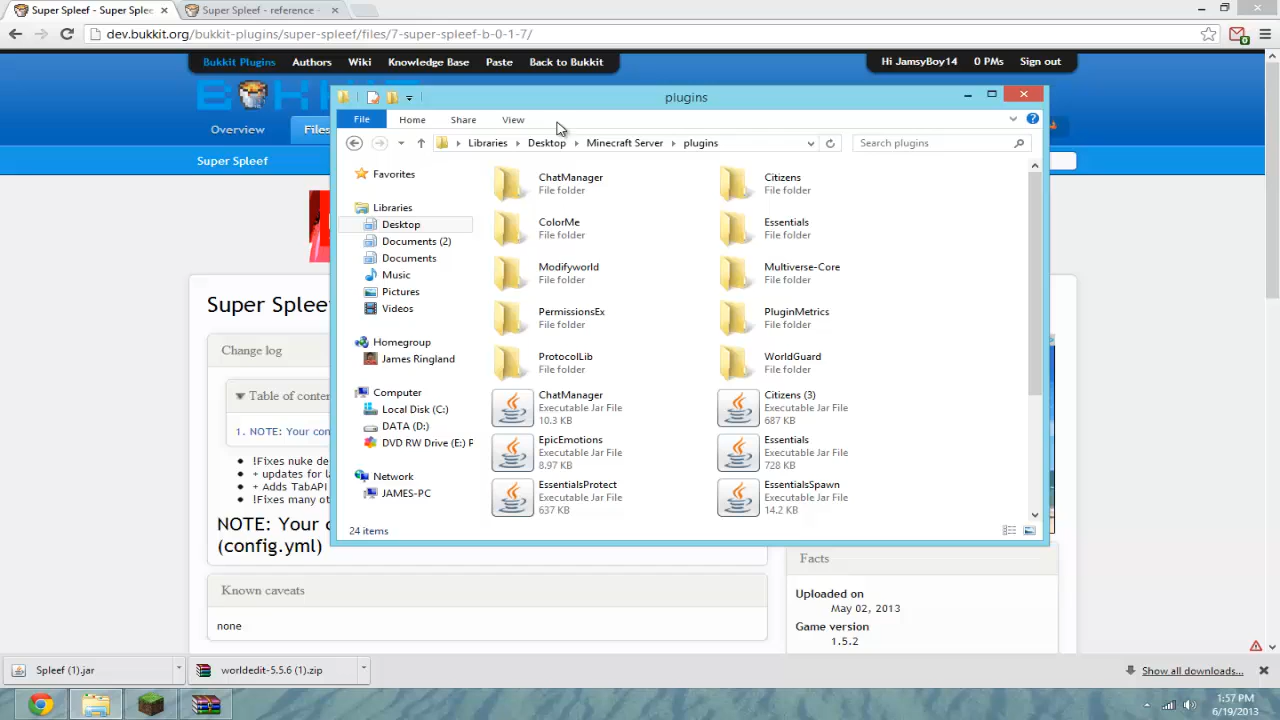 Super Spleef - Super Splee
Super Spleef - reference -
dev.bukkit.org/bukkit-plugins/super-spleef/files/7-super-spleef-b-0-1-7/
Bukkit Plugins Authors Wiki Knowledge Base Paste Back to Bukkit
Hi JamsyBoy14 0 PMs Sign out
Overview
Files
Super Spleef
plugins
File Home Share View
Libraries Desktop Minecraft Server plugins
Search plugins
Favorites
Libraries
Desktop
Documents (2)
Documents
Music
Pictures
Videos
Homegroup
James Ringland
Computer
Local Disk (C:)
DATA (D:)
DVD RW Drive (E:) P
Network
JAMES-PC
ChatManager
File folder
Citizens
File folder
ColorMe
File folder
Essentials
File folder
Modifyworld
File folder
Multiverse-Core
File folder
PermissionsEx
File folder
PluginMetrics
File folder
ProtocolLib
File folder
WorldGuard
File folder
ChatManager
Executable Jar File
10.3 KB
Citizens (3)
Executable Jar File
687 KB
EpicEmotions
Executable Jar File
8.97 KB
Essentials
Executable Jar File
728 KB
EssentialsProtect
Executable Jar File
637 KB
EssentialsSpawn
Executable Jar File
14.2 KB
24 items
Super Splee
Change log
Table of conten
1. NOTE: Your con
!Fixes nuke de
+ updates for la
+ Adds TabAPI
!Fixes many ot
NOTE: Your c
(config.yml)
Known caveats
none
Facts
Uploaded on
May 02, 2013
Game version
1.5.2
Spleef (1).jar
worldedit-5.5.6 (1).zip
Show all downloads...
1:57 PM
6/19/2013